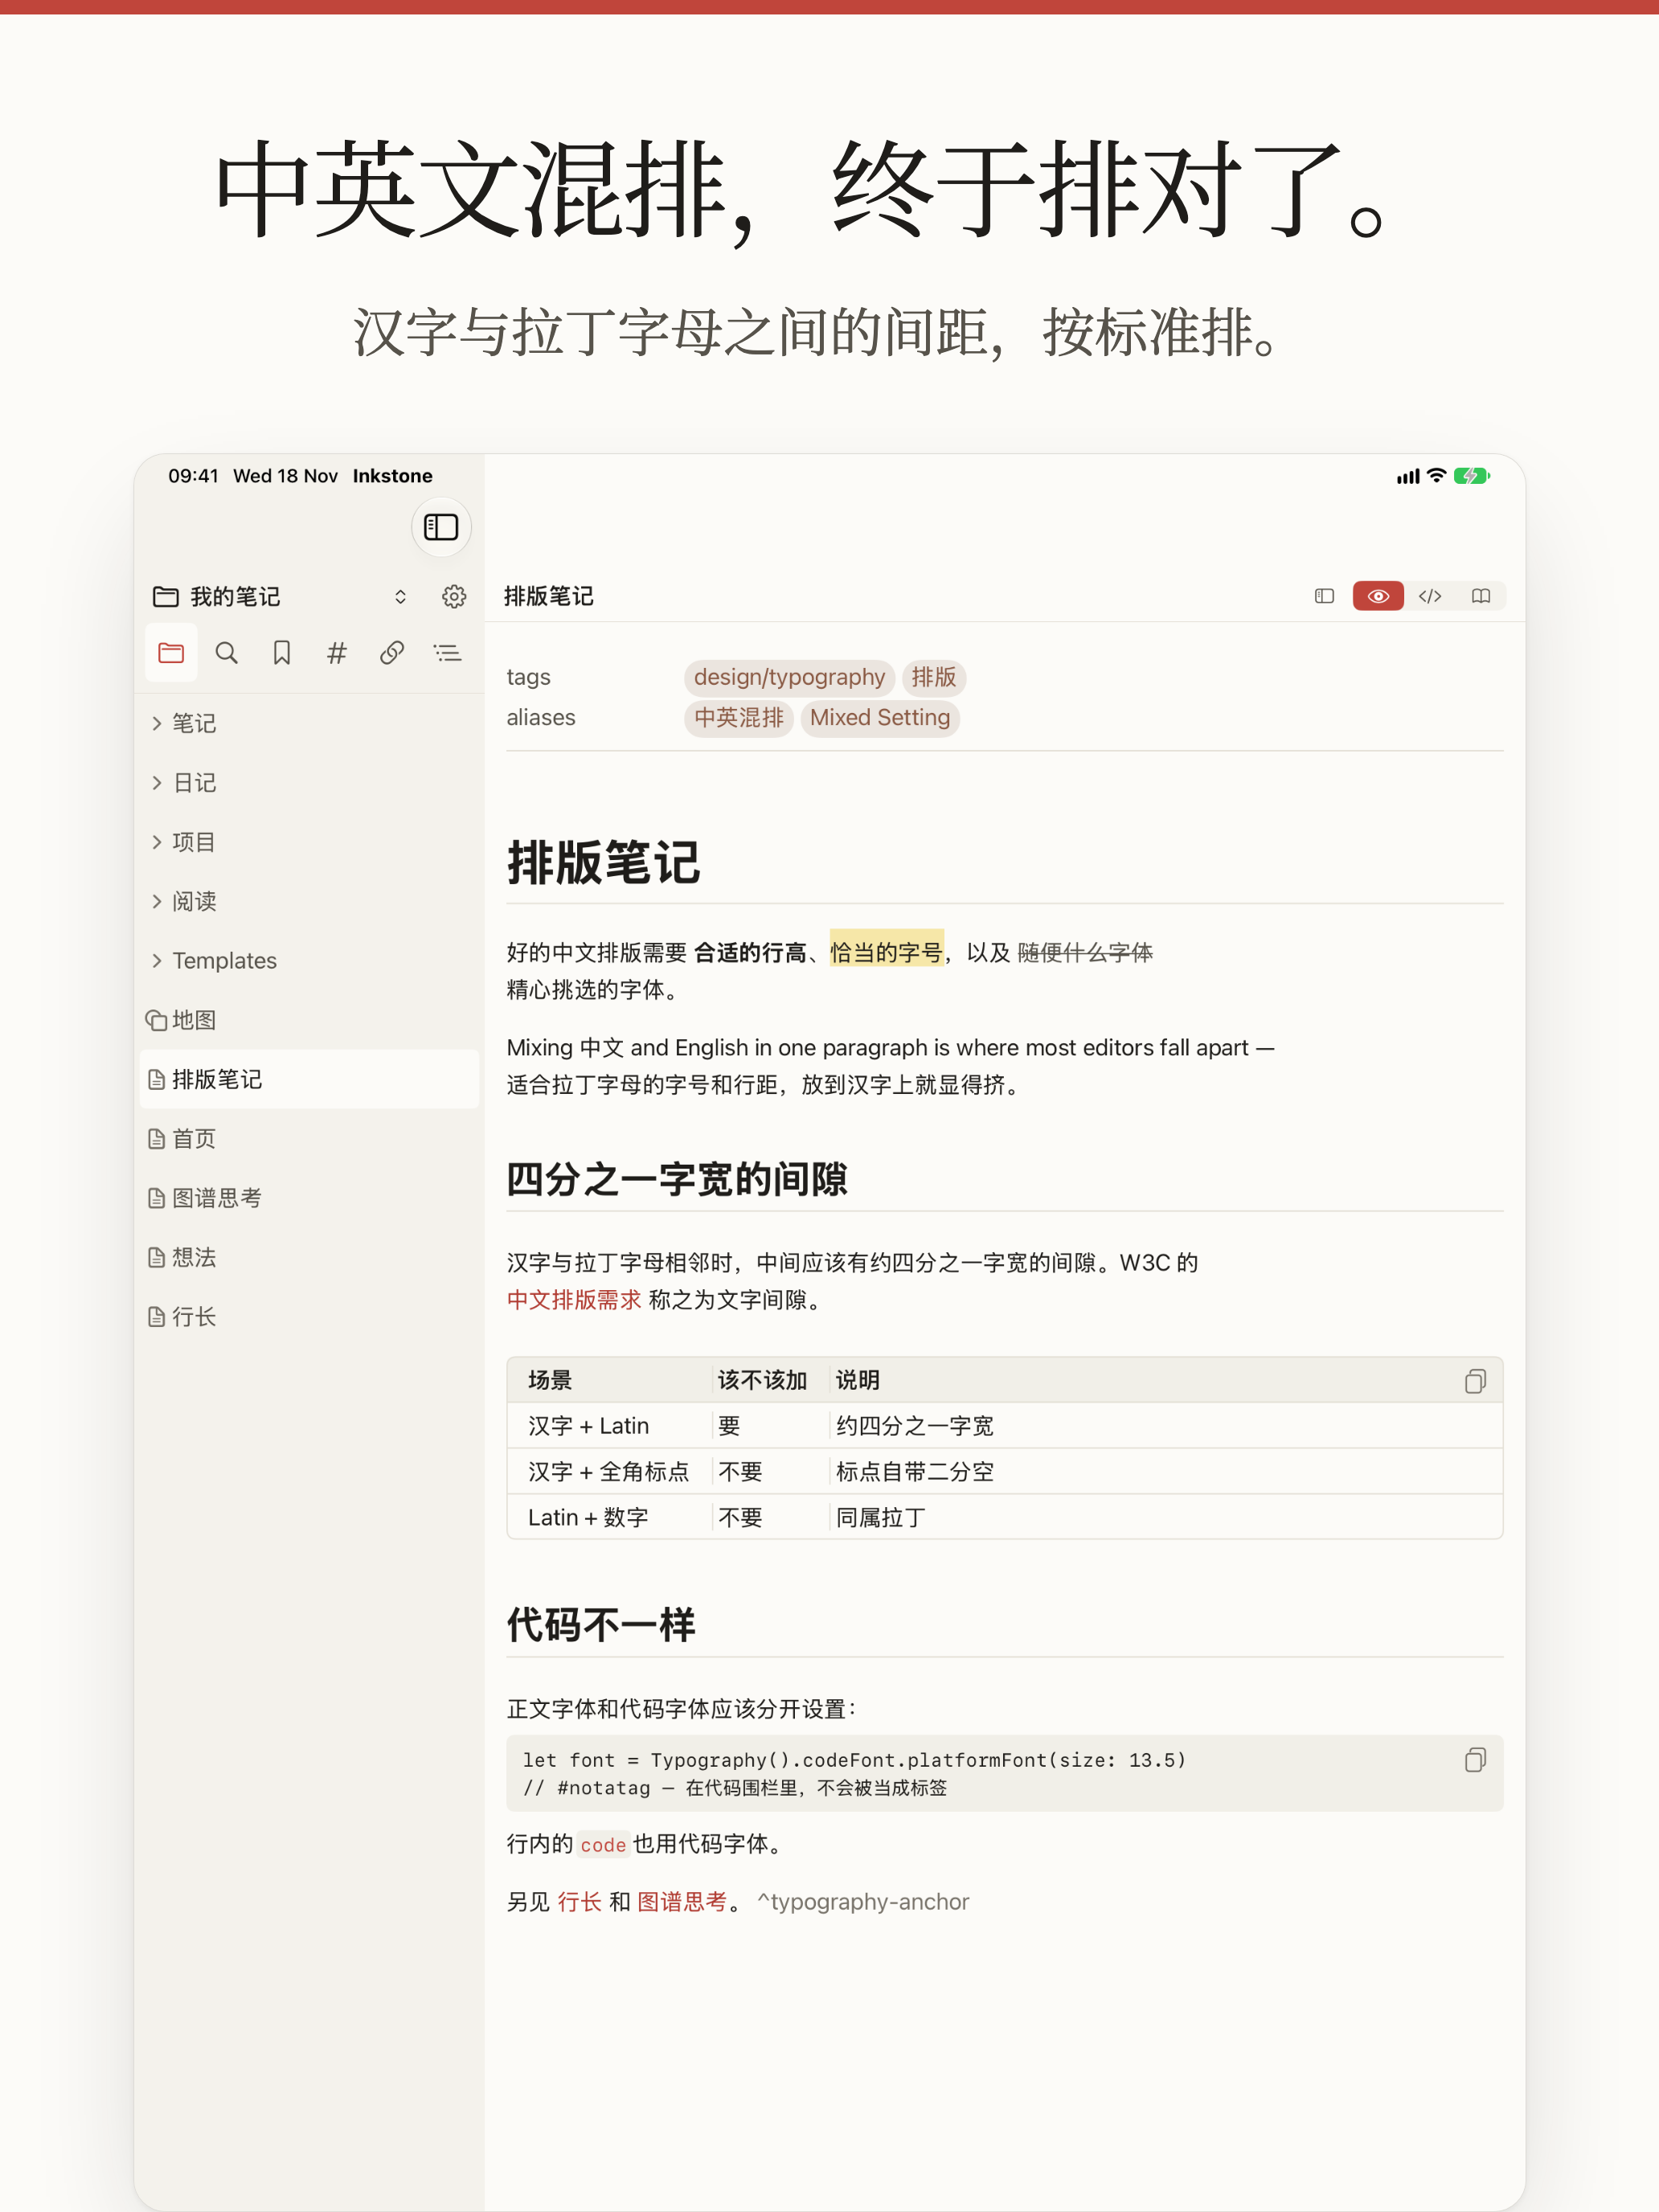 中英文混排，终于排对了。
汉字与拉丁字母之间的间距，按标准排。
09:41 Wed 18 Nov Inkstone
我的笔记
笔记
日记
项目
阅读
Templates
地图
排版笔记
首页
图谱思考
想法
行长
排版笔记
tags design/typography 排版
aliases 中英混排 Mixed Setting
排版笔记
好的中文排版需要 合适的行高、恰当的字号，以及 随便什么字体
精心挑选的字体。
Mixing 中文 and English in one paragraph is where most editors fall apart —
适合拉丁字母的字号和行距，放到汉字上就显得挤。
四分之一字宽的间隙
汉字与拉丁字母相邻时，中间应该有约四分之一字宽的间隙。W3C 的
中文排版需求 称之为文字间隙。
场景 该不该加 说明
汉字 + Latin 要 约四分之一字宽
汉字 + 全角标点 不要 标点自带二分空
Latin + 数字 不要 同属拉丁
代码不一样
正文字体和代码字体应该分开设置：
let font = Typography().codeFont.platformFont(size: 13.5)
// #notatag — 在代码围栏里，不会被当成标签
行内的 code 也用代码字体。
另见 行长 和 图谱思考。 ^typography-anchor